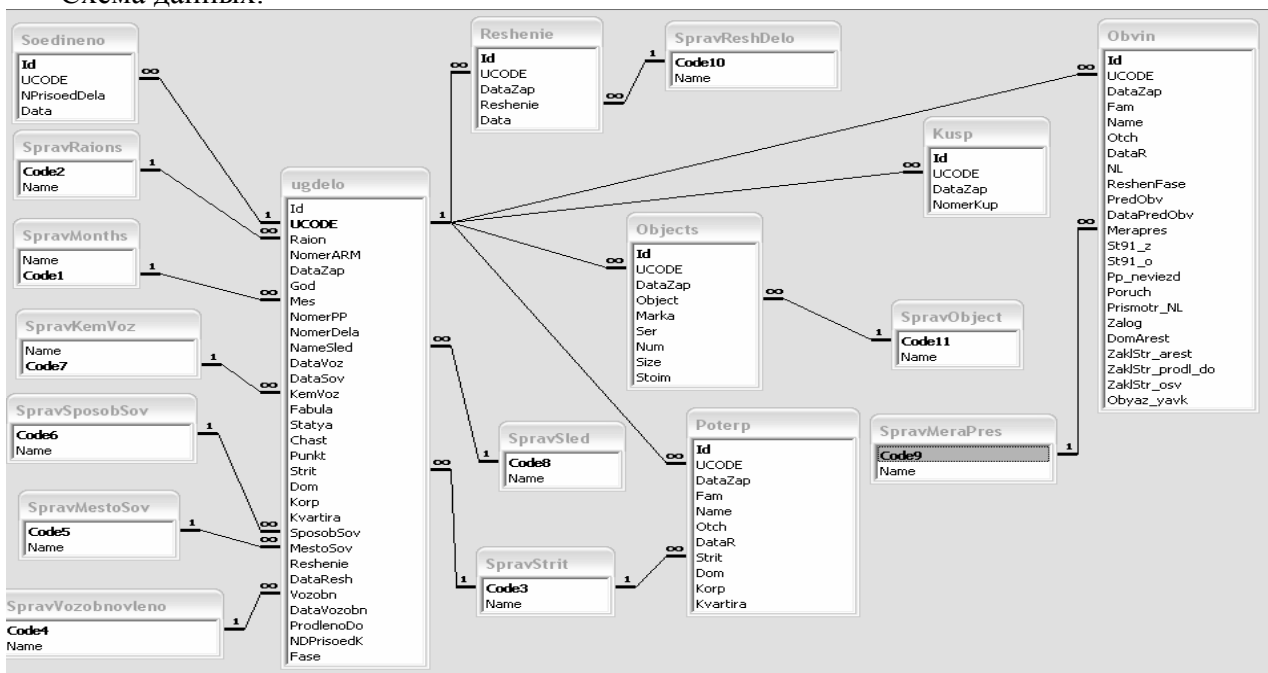 Схема данных:
Soedineno
Id
UCODE
NPrisoedDela
Data
SpravRaions
Code2
Name
SpravMonths
Name
Code1
SpravKemVoz
Name
Code7
SpravSposobSov
Code6
Name
SpravMestoSov
Code5
Name
SpravVozobnovleno
Code4
Name
ugdelo
Id
UCODE
Raion
NomerARM
DataZap
God
Mes
NomerPP
NomerDela
NameSled
DataVoz
DataSov
KemVoz
Fabula
Statya
Chast
Punkt
Strit
Dom
Korp
Kvartira
SposobSov
MestoSov
Reshenie
DataResh
Vozobn
DataVozobn
ProdlenoDo
NDPrisoedK
Fase
Reshenie
Id
UCODE
DataZap
Reshenie
Data
SpravReshDelo
Code10
Name
Kusp
Id
UCODE
DataZap
NomerKup
Objects
Id
UCODE
DataZap
Object
Marka
Ser
Num
Size
Stoim
SpravObject
Code11
Name
SpravSled
Code8
Name
SpravStrit
Code3
Name
Poterp
Id
UCODE
DataZap
Fam
Name
Otch
DataR
Strit
Dom
Korp
Kvartira
SpravMeraPres
Code9
Name
Obvin
Id
UCODE
DataZap
Fam
Name
Otch
DataR
NL
ReshenFase
PredObv
DataPredObv
Merapres
St91_z
St91_o
Pp_neviezd
Poruch
Prismotr_NL
Zalog
DomArest
ZaklStr_arest
ZaklStr_prodl_do
ZaklStr_osv
Obyaz_yavk